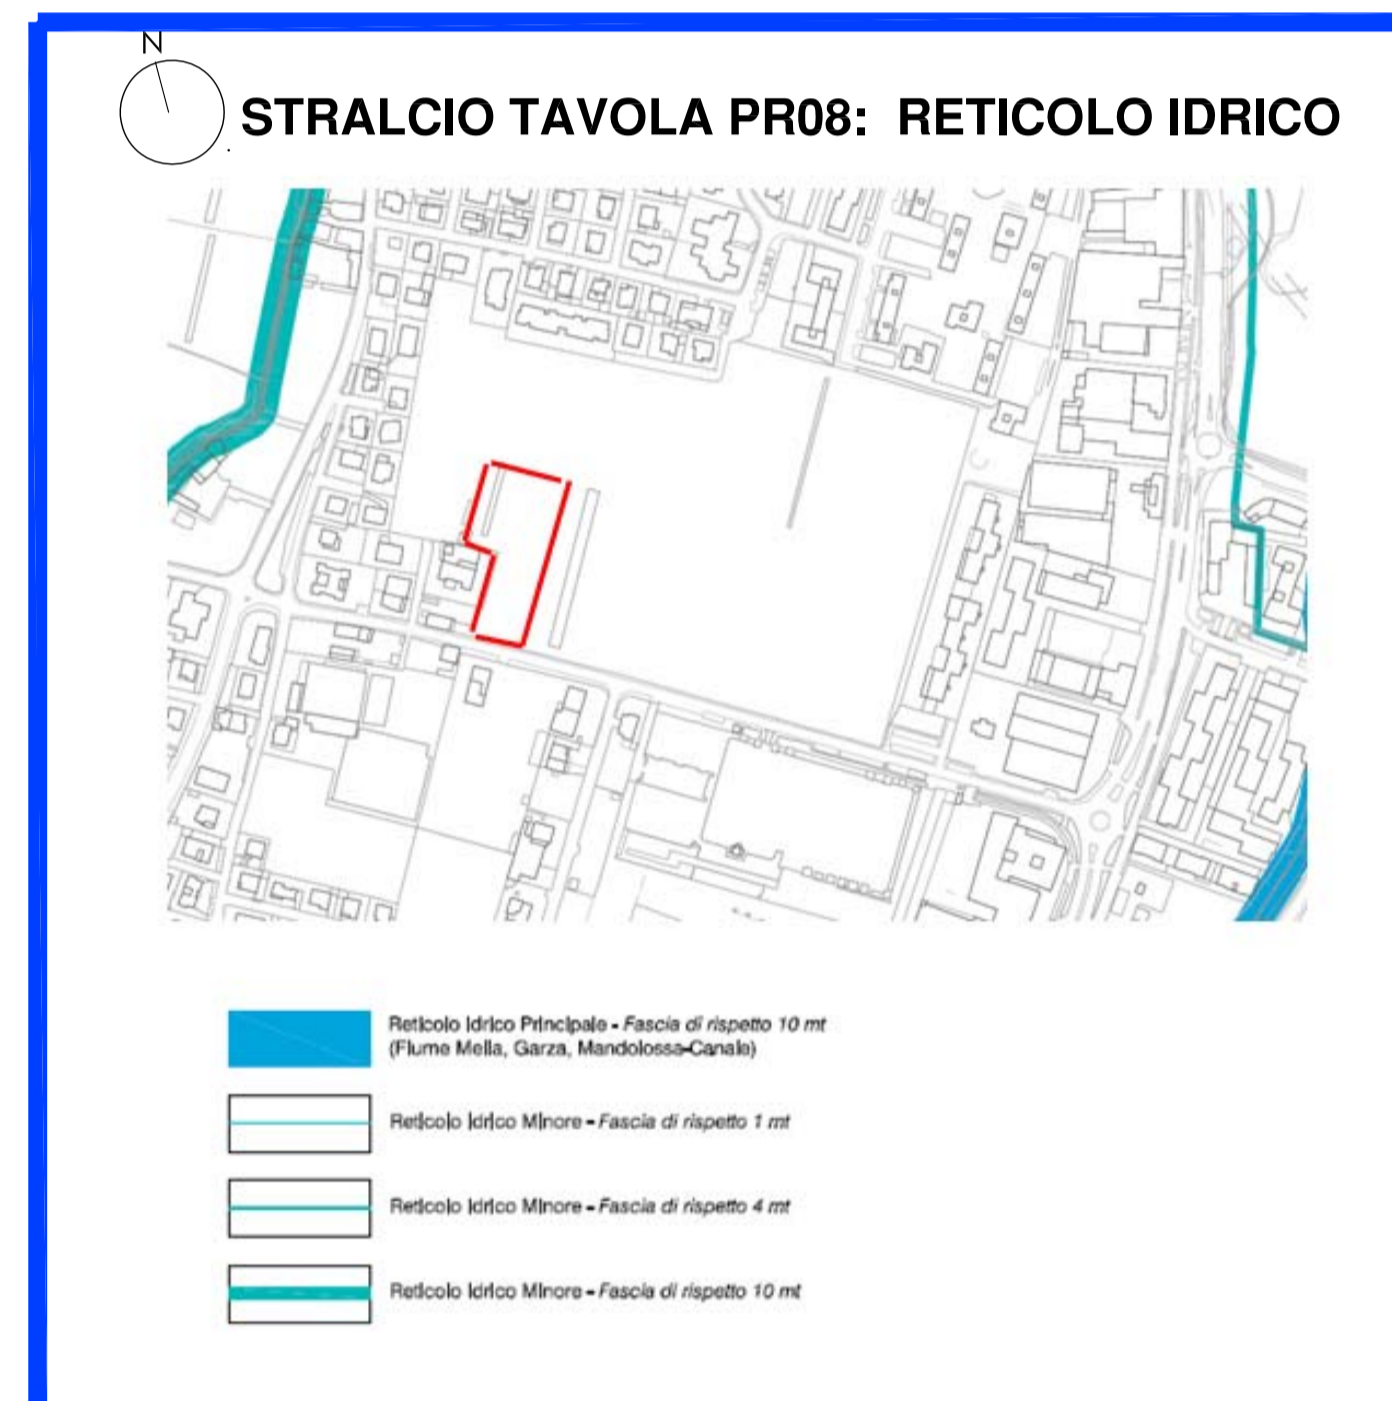 N
STRALCIO TAVOLA PR08: RETICOLO IDRICO
Reticolo Idrico Principale - Fascia di rispetto 10 mt
(Fiume Mella, Garza, Mandolossa-Canale)
Reticolo Idrico Minore - Fascia di rispetto 1 mt
Reticolo Idrico Minore - Fascia di rispetto 4 mt
Reticolo Idrico Minore - Fascia di rispetto 10 mt